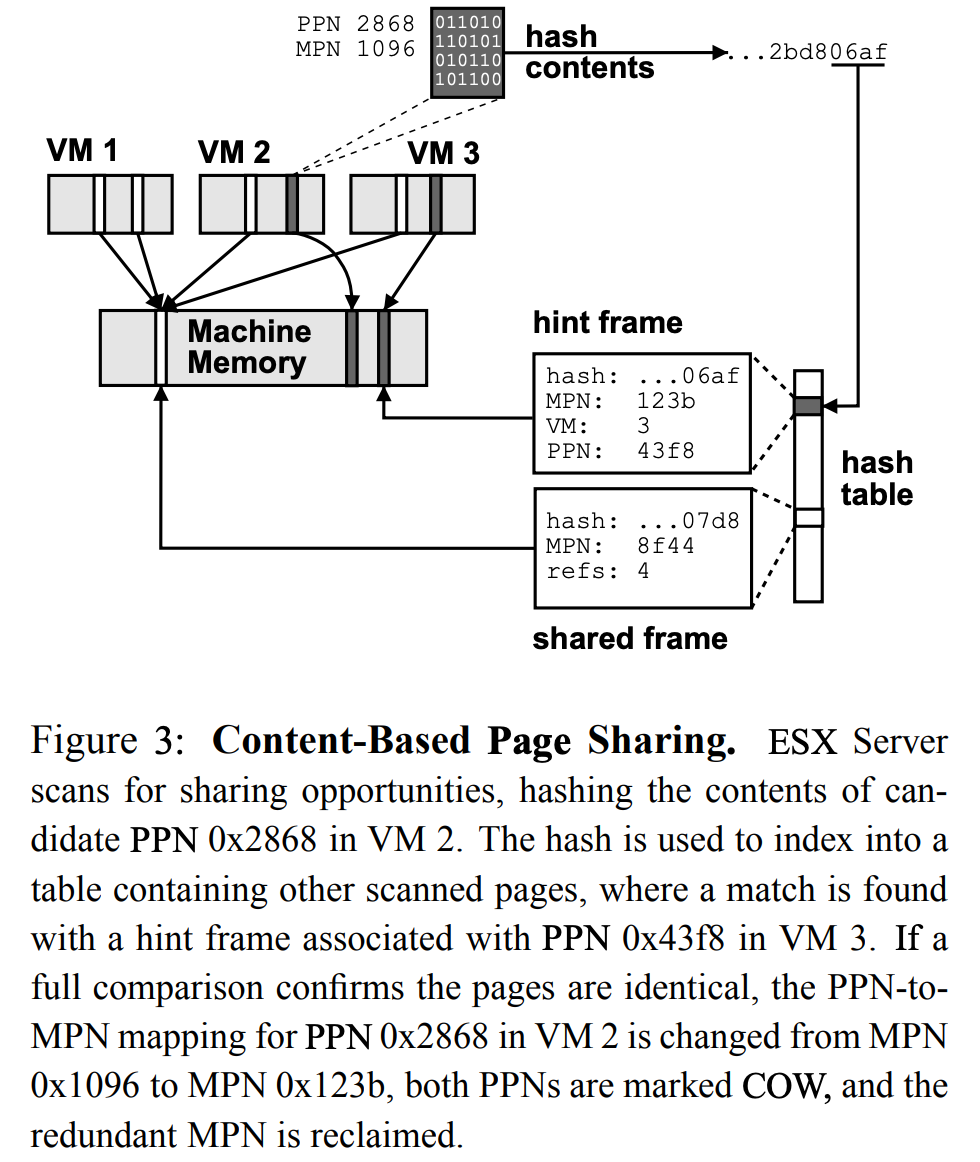 PPN 2868
MPN 1096
011010
110101
010110
101100
hash
contents
...2bd806af
VM 1
VM 2
VM 3
Machine
Memory
hint frame
hash: ...06af
MPN: 123b
VM: 3
PPN: 43f8
hash
table
hash: ...07d8
MPN: 8f44
refs: 4
shared frame
Figure 3: Content-Based Page Sharing. ESX Server
scans for sharing opportunities, hashing the contents of can-
didate PPN 0x2868 in VM 2. The hash is used to index into a
table containing other scanned pages, where a match is found
with a hint frame associated with PPN 0x43f8 in VM 3. If a
full comparison confirms the pages are identical, the PPN-to-
MPN mapping for PPN 0x2868 in VM 2 is changed from MPN
0x1096 to MPN 0x123b, both PPNs are marked COW, and the
redundant MPN is reclaimed.